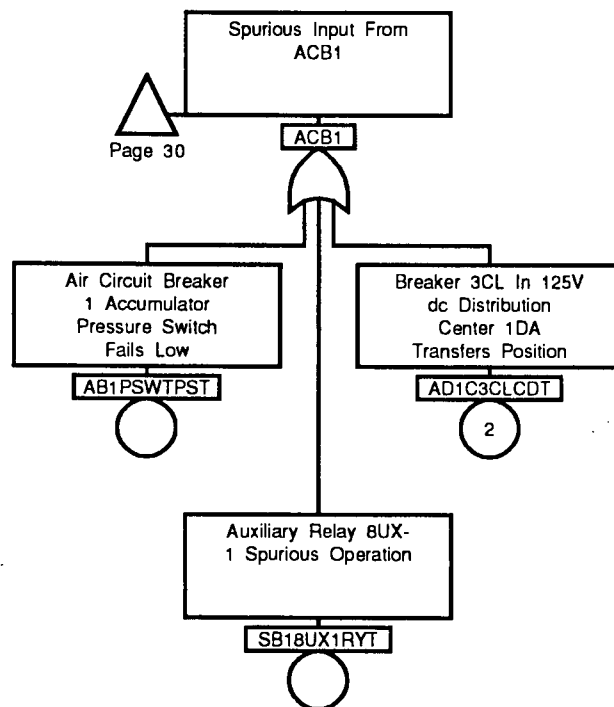 Spurious Input From
ACB1
Page 30
ACB1
Air Circuit Breaker
1 Accumulator
Pressure Switch
Fails Low
AB1PSWTPST
Breaker 3CL In 125V
dc Distribution
Center 1DA
Transfers Position
AD1C3CLCDT
2
Auxiliary Relay 8UX-
1 Spurious Operation
SB18UX1RYT